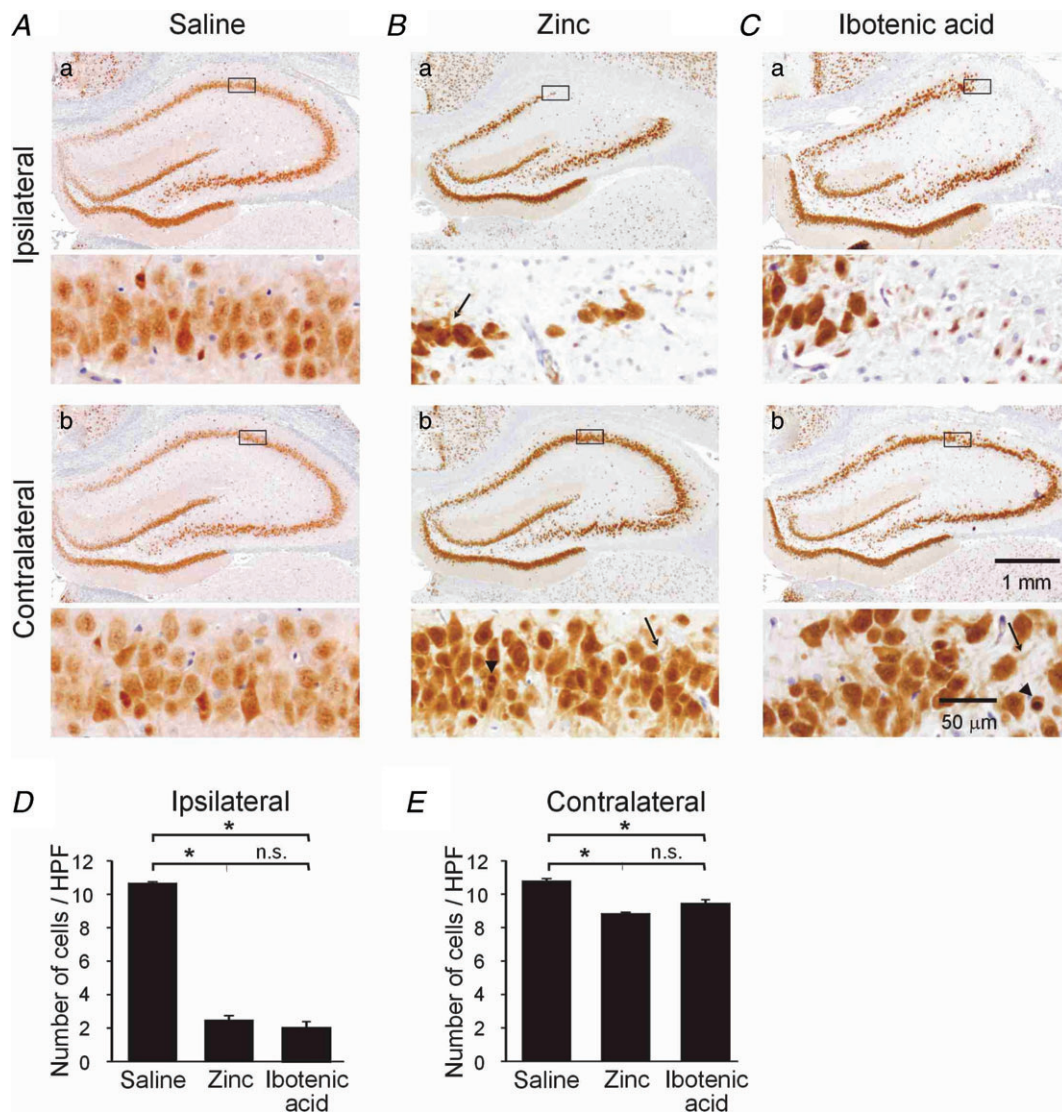 A Saline B Zinc C Ibotenic acid
Ipsilateral
a a a
Contralateral
b b b
1 mm
50 μm
D Ipsilateral
*
* n.s.
Number of cells / HPF
12
10
8
6
4
2
0
Saline Zinc Ibotenic
acid
E Contralateral
*
* n.s.
Number of cells / HPF
12
10
8
6
4
2
0
Saline Zinc Ibotenic
acid